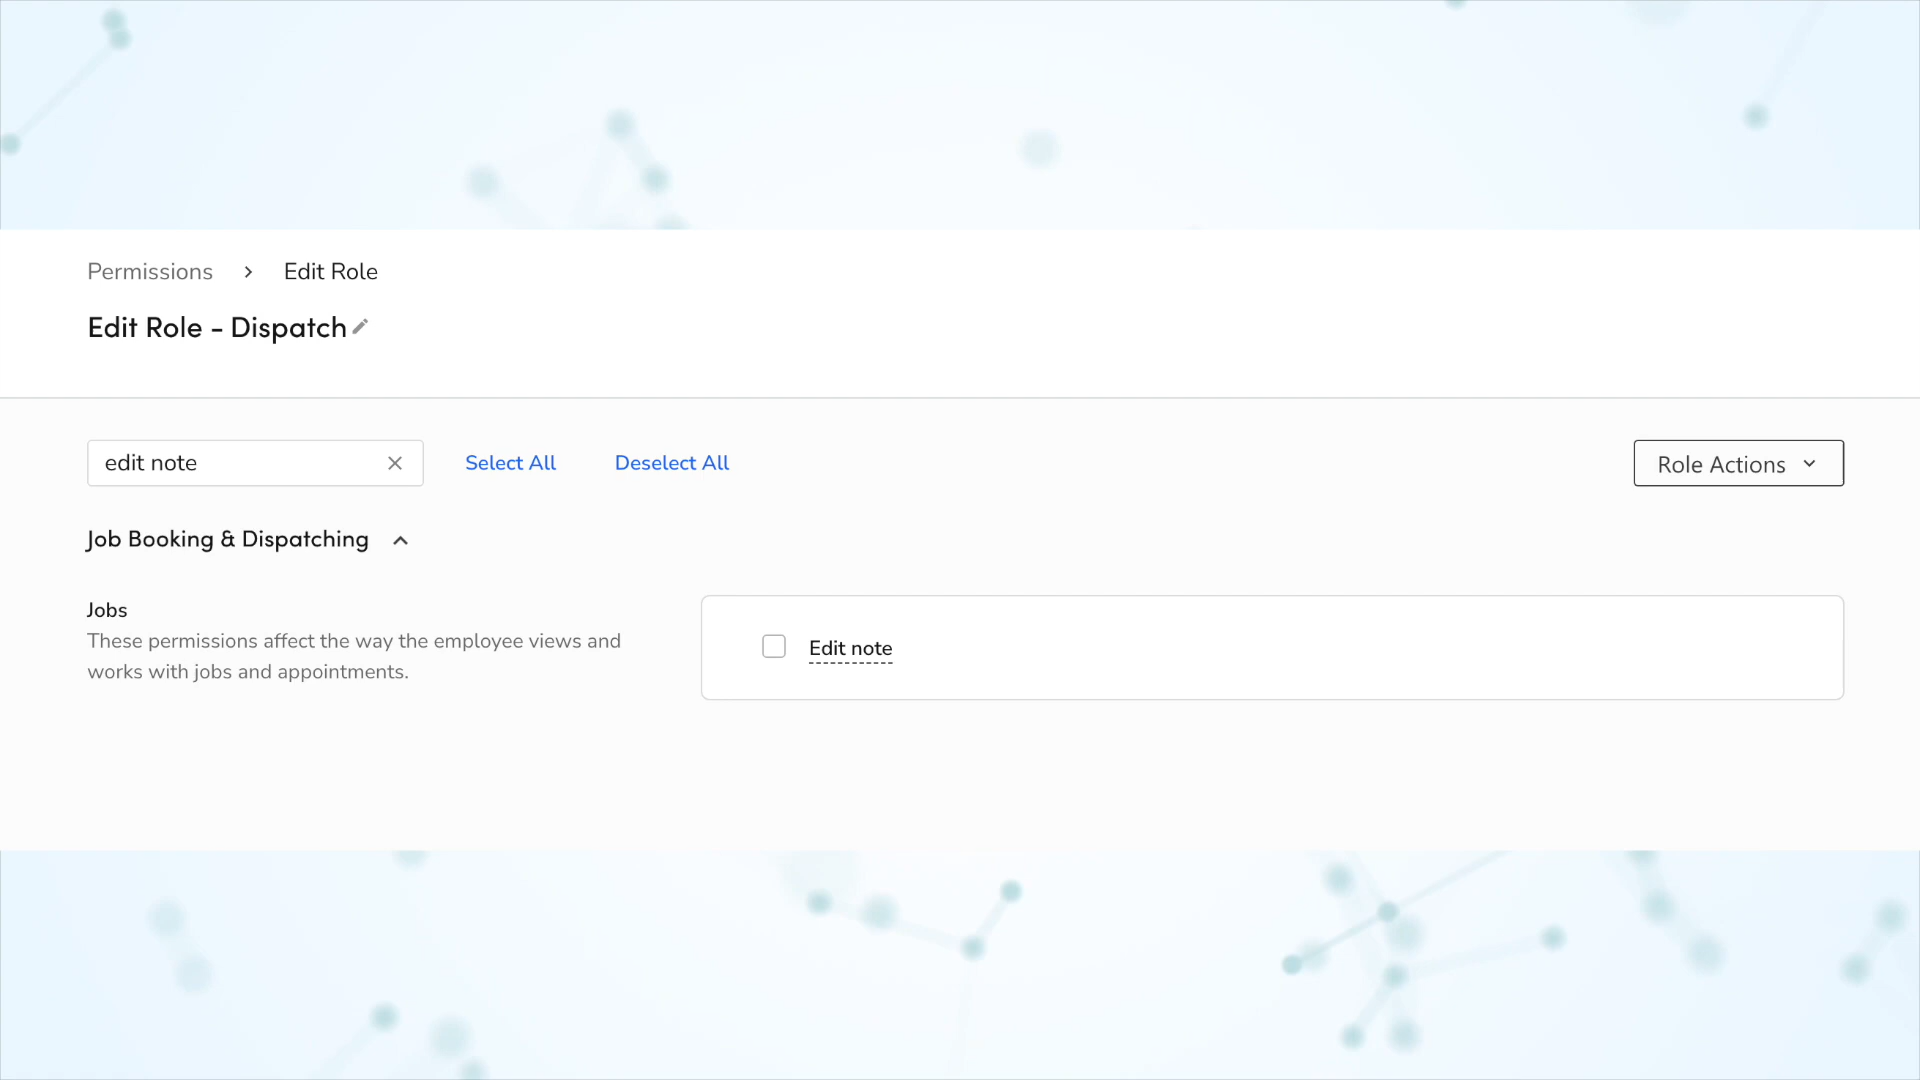 Permissions > Edit Role
Edit Role - Dispatch
edit note
Select All
Deselect All
Role Actions
Job Booking & Dispatching
Jobs
These permissions affect the way the employee views and
works with jobs and appointments.
Edit note